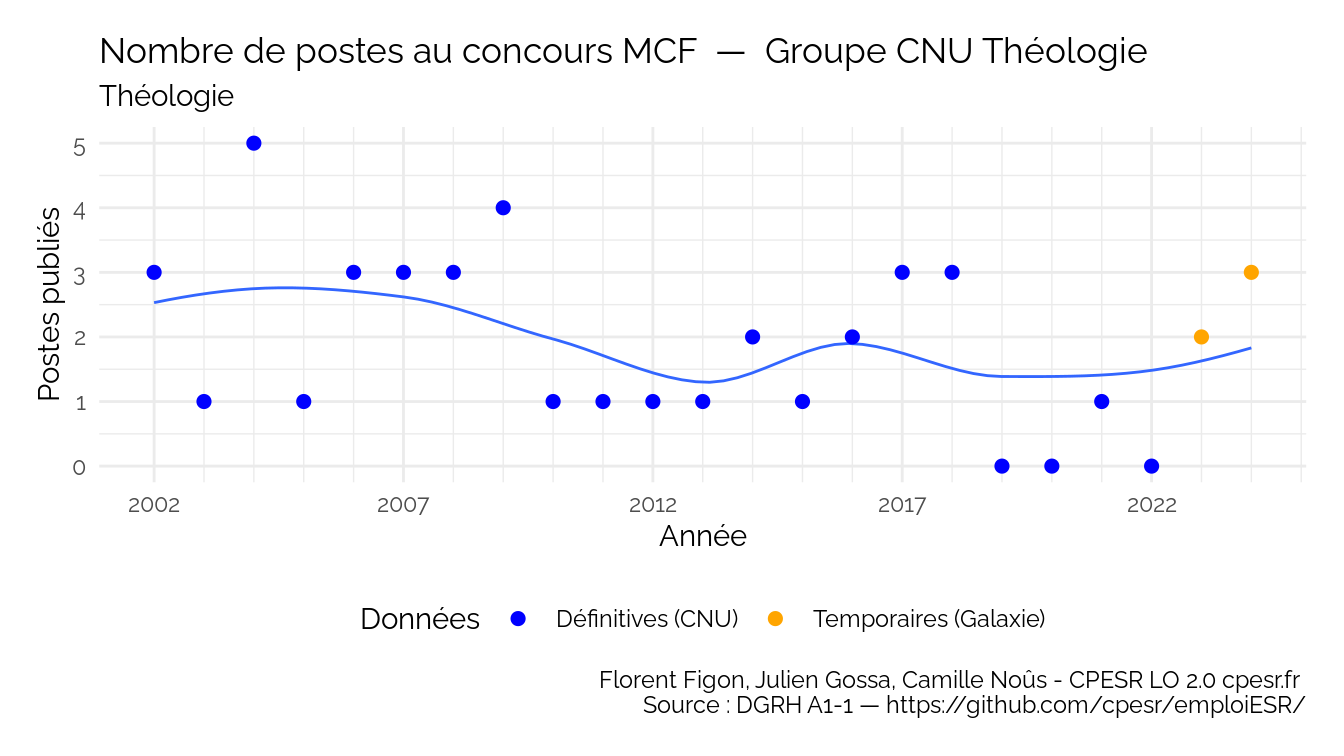 Nombre de postes au concours MCF — Groupe CNU Théologie
Théologie
Postes publiés
5
4
3
2
1
0
2002 2007 2012 2017 2022
Année
Données Définitives (CNU) Temporaires (Galaxie)
Florent Figon, Julien Gossa, Camille Noûs - CPESR LO 2.0 cpesr.fr
Source : DGRH A1-1 — https://github.com/cpesr/emploiESR/